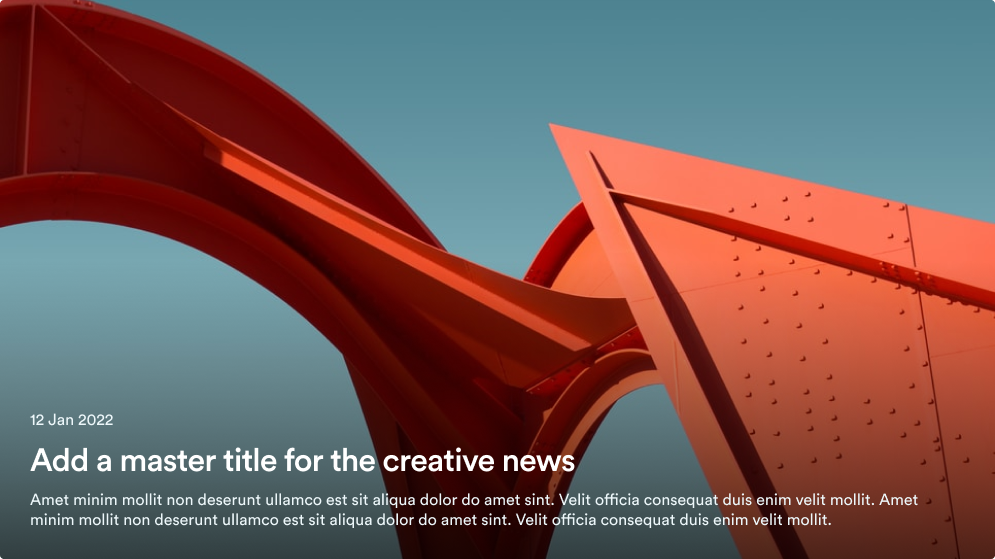 12 Jan 2022
Add a master title for the creative news
Amet minim mollit non deserunt ullamco est sit aliqua dolor do amet sint. Velit officia consequat duis enim velit mollit. Amet
minim mollit non deserunt ullamco est sit aliqua dolor do amet sint. Velit officia consequat duis enim velit mollit.